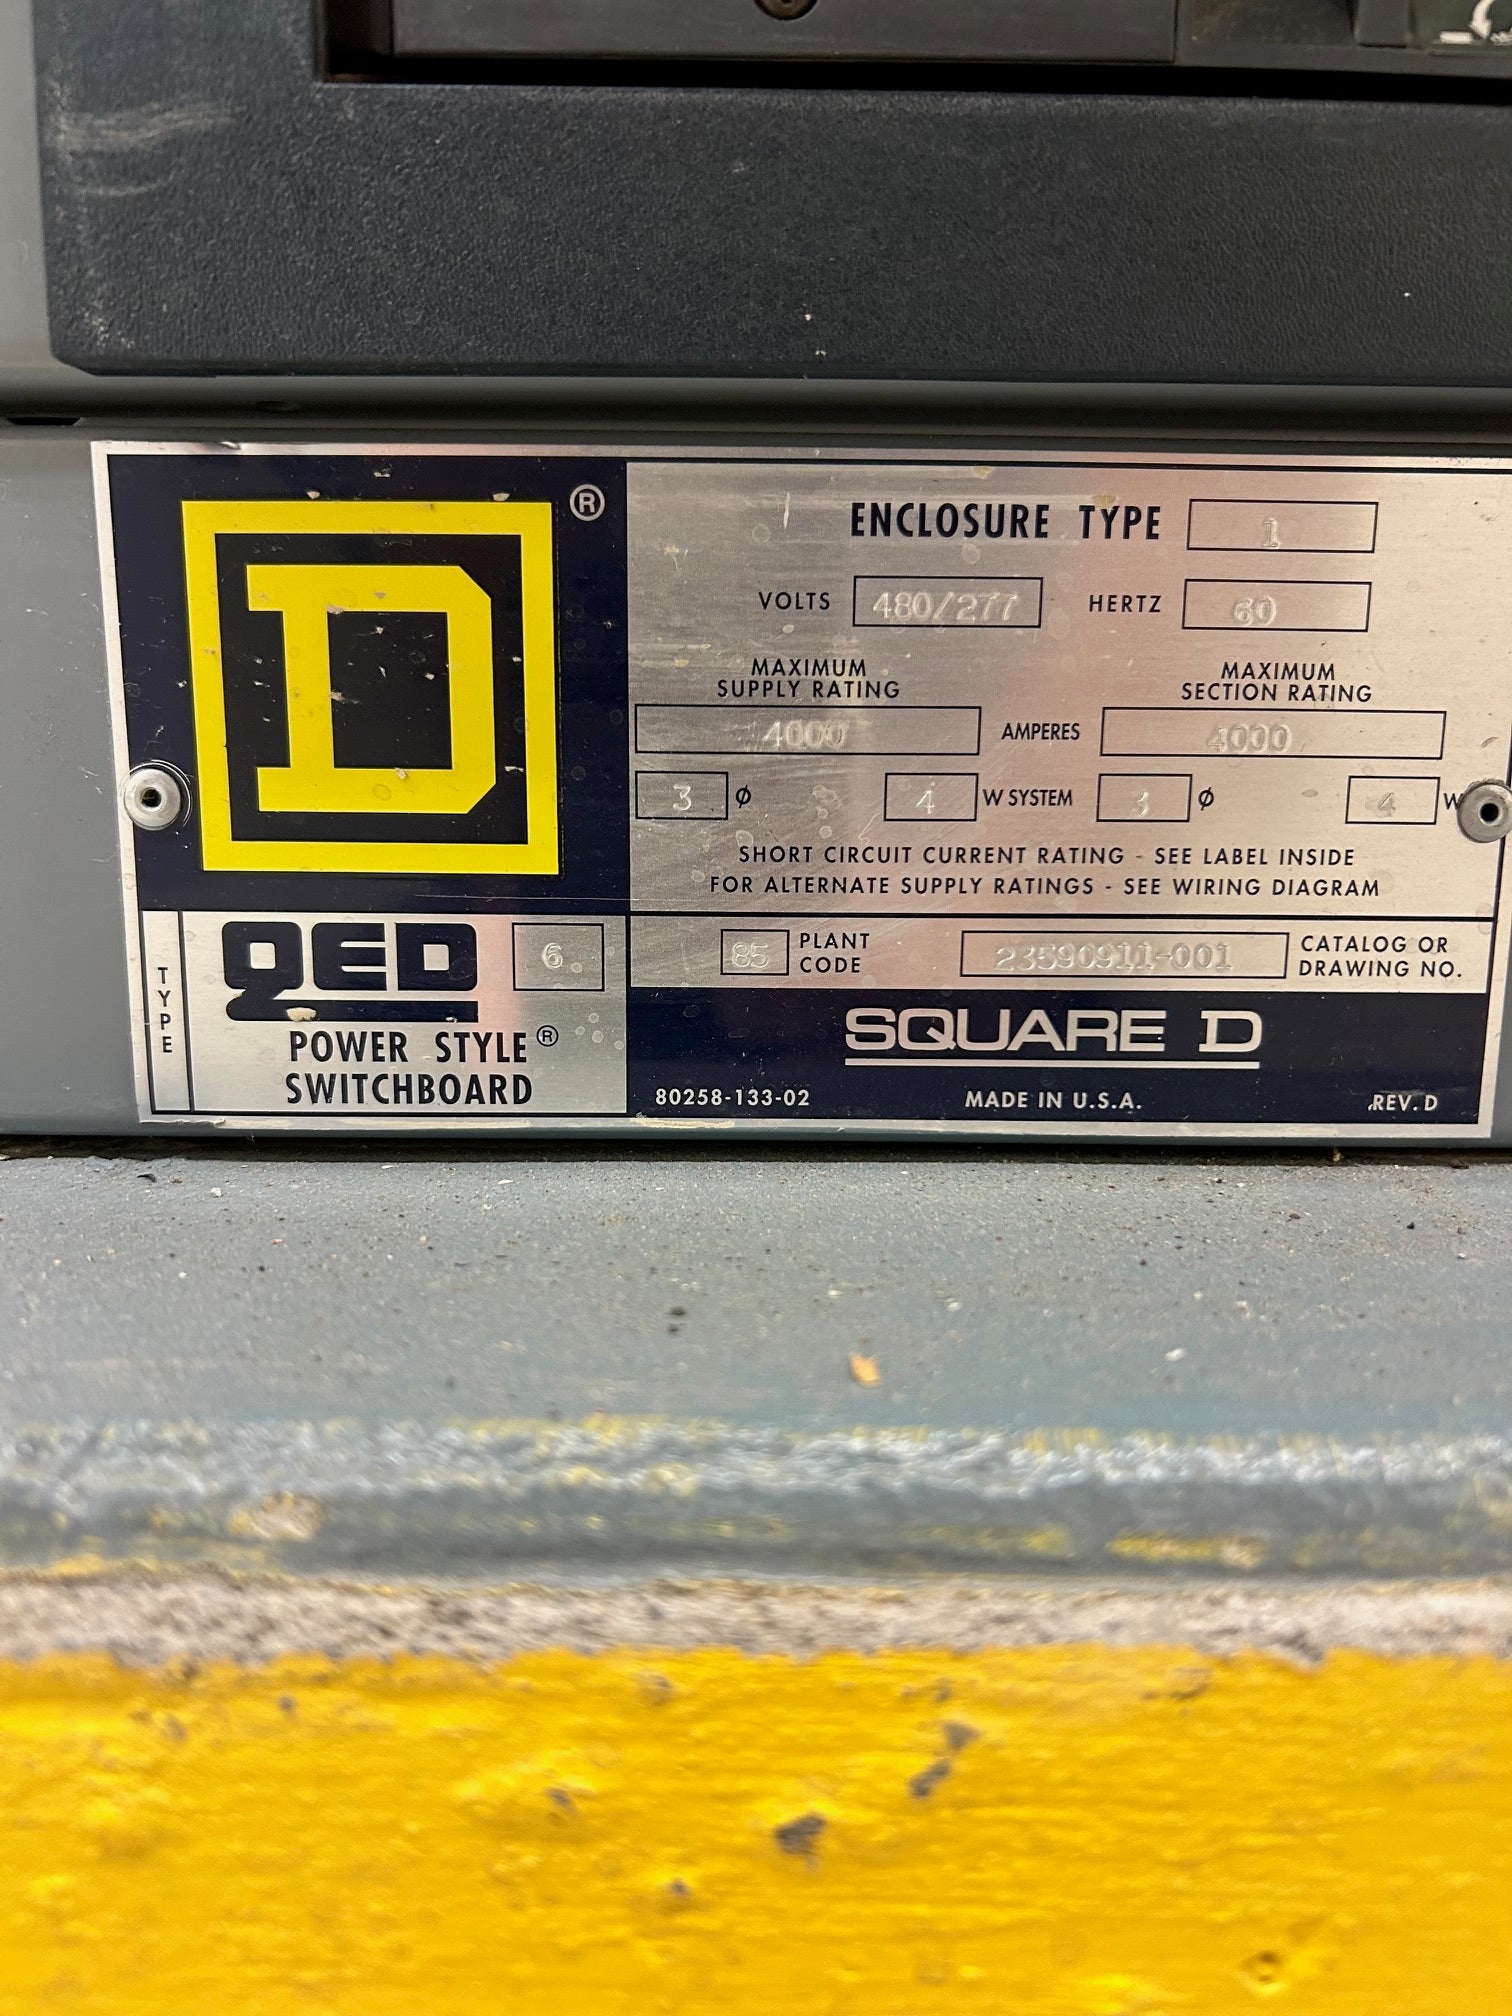 D ®
ENCLOSURE TYPE 1
VOLTS 480/277 HERTZ 60
MAXIMUM SUPPLY RATING MAXIMUM SECTION RATING
4000 AMPERES 4000
3 ø 4 W SYSTEM 3 ø 4 W
SHORT CIRCUIT CURRENT RATING - SEE LABEL INSIDE
FOR ALTERNATE SUPPLY RATINGS - SEE WIRING DIAGRAM
TYPE
QED 6
POWER STYLE ®
SWITCHBOARD
85 PLANT CODE 23590911-001 CATALOG OR DRAWING NO.
SQUARE D
80258-133-02 MADE IN U.S.A. REV. D